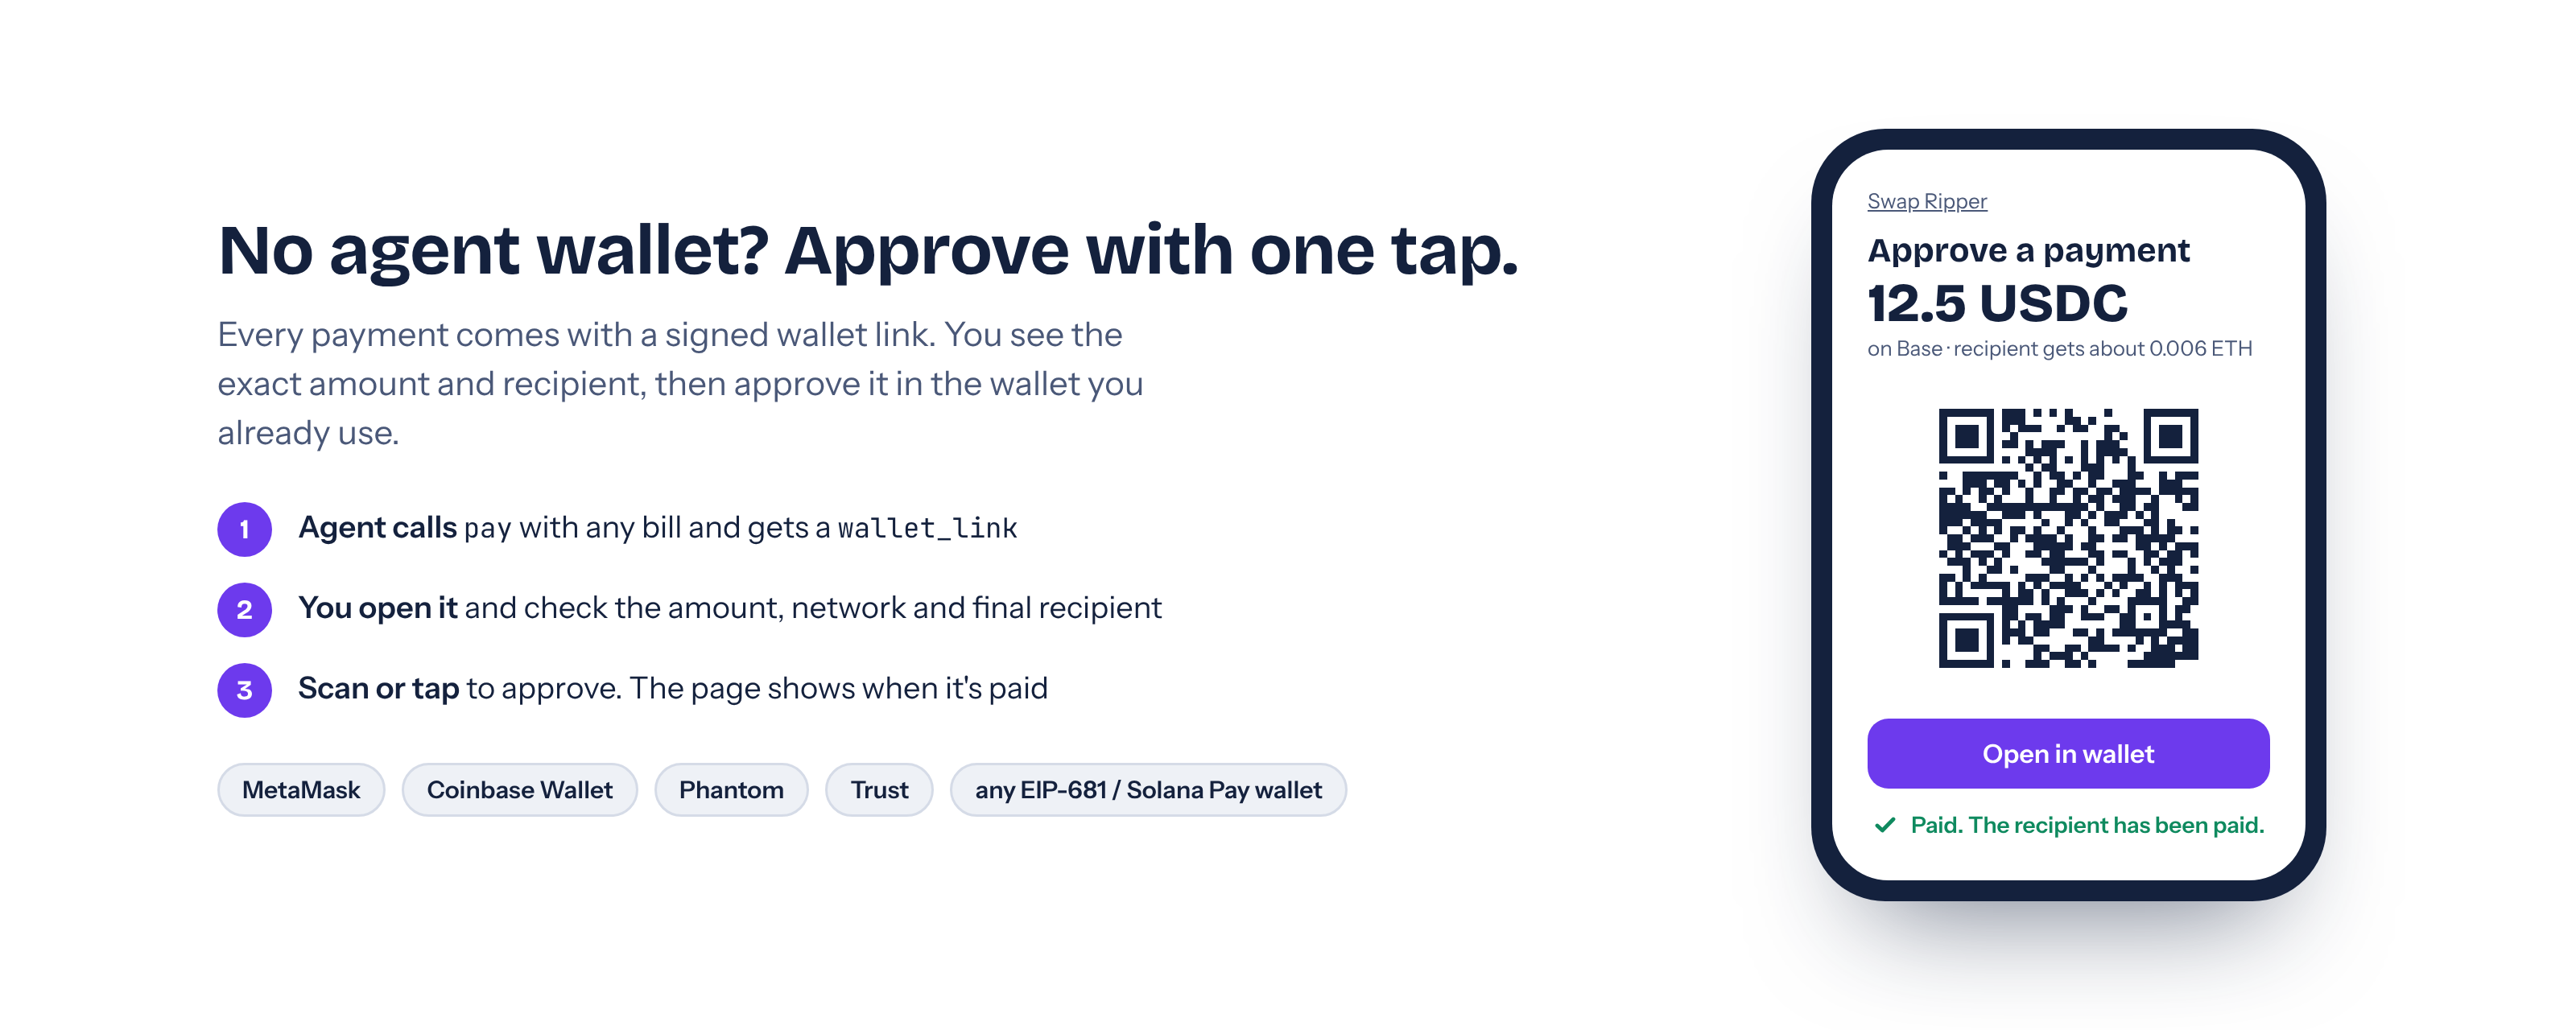 No agent wallet? Approve with one tap.
Every payment comes with a signed wallet link. You see the
exact amount and recipient, then approve it in the wallet you
already use.
1 Agent calls pay with any bill and gets a wallet_link
2 You open it and check the amount, network and final recipient
3 Scan or tap to approve. The page shows when it's paid
MetaMask Coinbase Wallet Phantom Trust any EIP-681 / Solana Pay wallet
Swap Ripper
Approve a payment
12.5 USDC
on Base · recipient gets about 0.006 ETH
Open in wallet
Paid. The recipient has been paid.